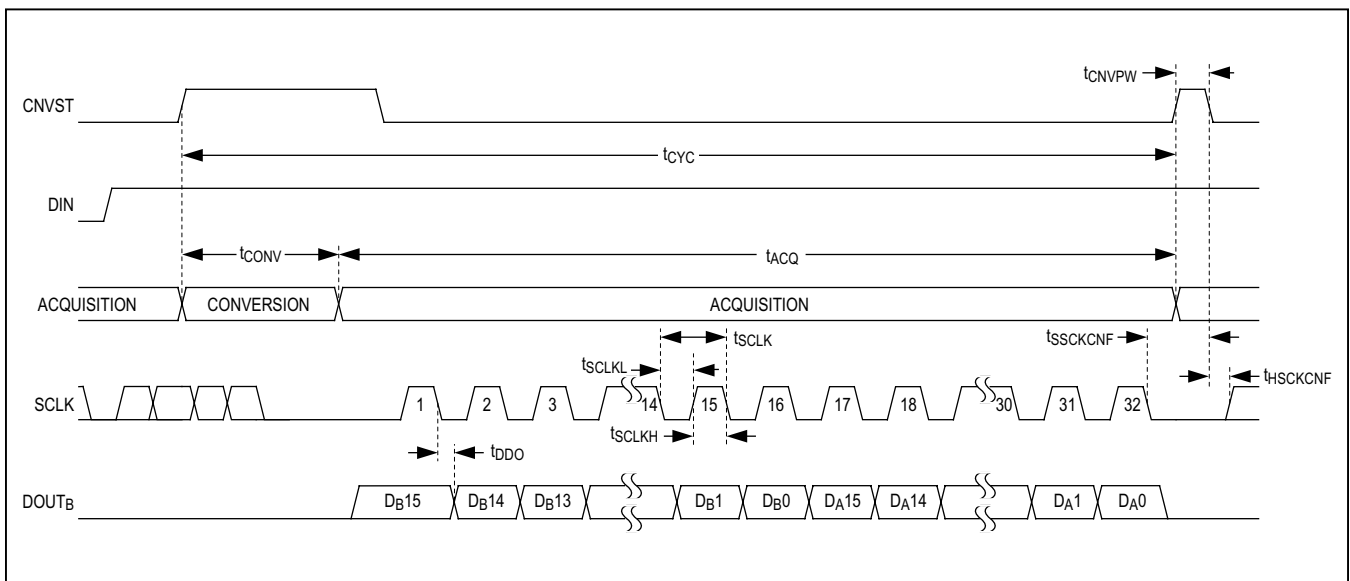 tCNVPW
CNVST
tCYC
DIN
tCONV
tACQ
ACQUISITION CONVERSION ACQUISITION
tSCLK
tSSCKCNF
tSCLKL
tHSCKCNF
SCLK 1 2 3 14 15 16 17 18 30 31 32
tSCLKH
tDDO
DOUTB DB15 DB14 DB13 DB1 DB0 DA15 DA14 DA1 DA0